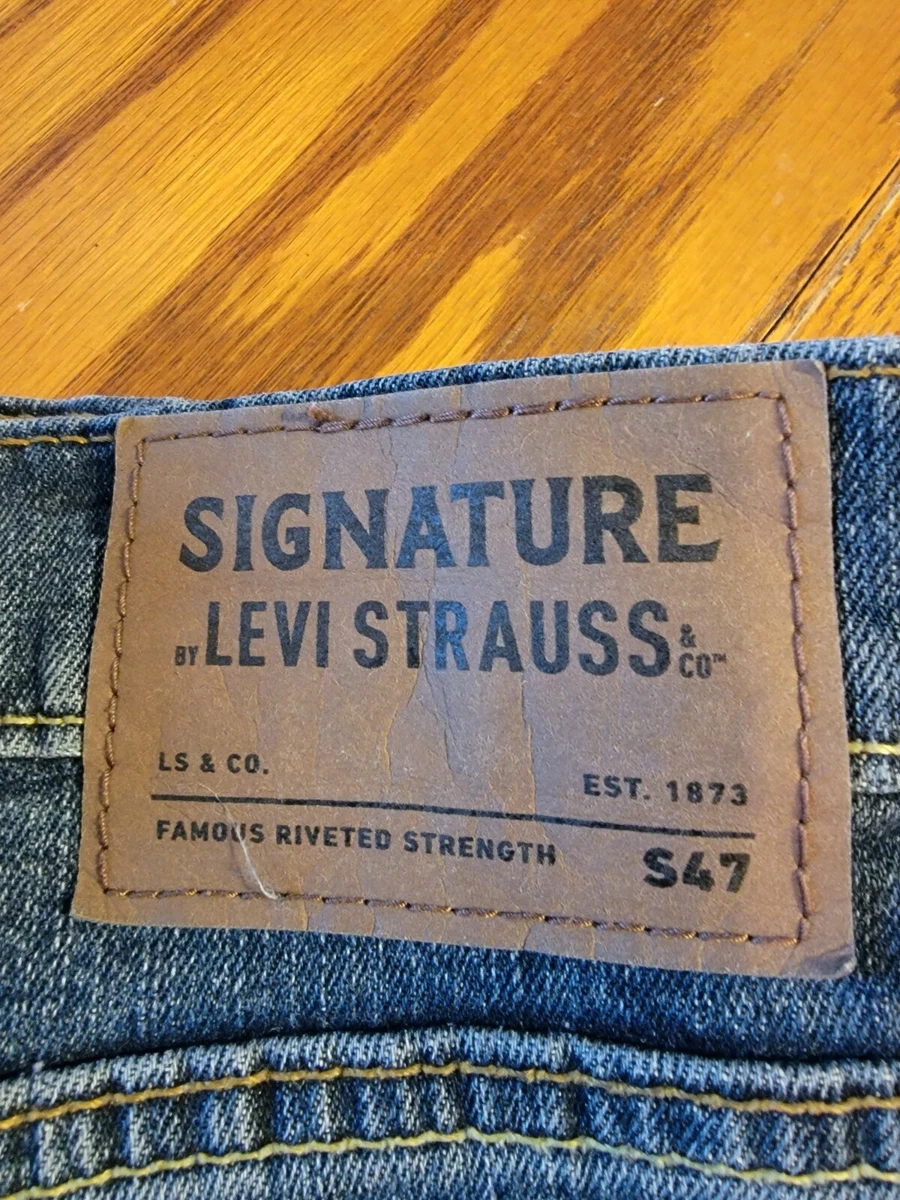 SIGNATURE
BY LEVI STRAUSS & CO™
LS & CO.
EST. 1873
FAMOUS RIVETED STRENGTH
S47